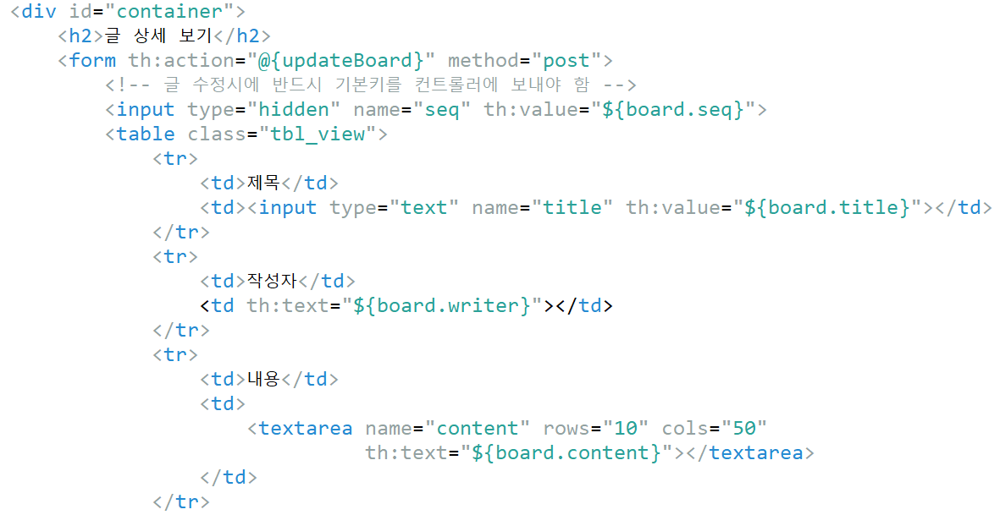 <div id="container">
<h2>글 상세 보기</h2>
<form th:action="@{updateBoard}" method="post">
<!-- 글 수정시에 반드시 기본키를 컨트롤러에 보내야 함 -->
<input type="hidden" name="seq" th:value="${board.seq}">
<table class="tbl_view">
<tr>
<td>제목</td>
<td><input type="text" name="title" th:value="${board.title}"></td>
</tr>
<tr>
<td>작성자</td>
<td th:text="${board.writer}"></td>
</tr>
<tr>
<td>내용</td>
<td>
<textarea name="content" rows="10" cols="50"
th:text="${board.content}"></textarea>
</td>
</tr>